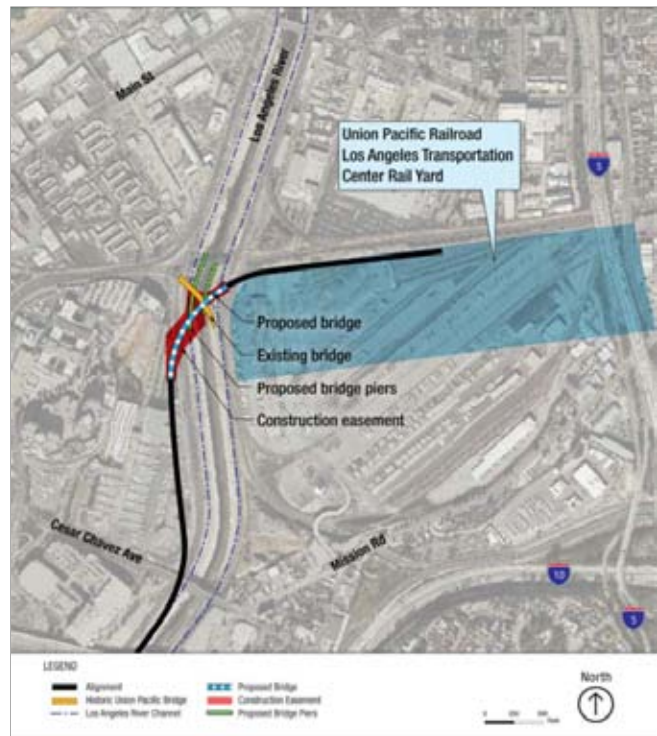 Main St
Los Angeles River
Union Pacific Railroad
Los Angeles Transportation
Center Rail Yard
5
Proposed bridge
Existing bridge
Proposed bridge piers
Construction easement
Cesar Chavez Ave
Mission Rd
10
5
LEGEND
Alignment
Historic Union Pacific Bridge
Los Angeles River Channel
Proposed Bridge
Construction Easement
Proposed Bridge Piers
0
Feet
North